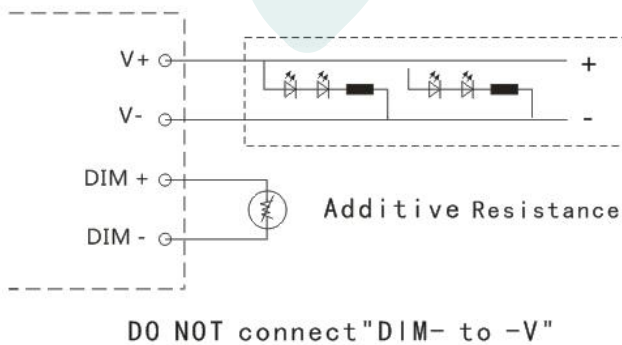 V+
+
V-
-
DIM +
Additive Resistance
DIM -
DO NOT connect"DIM- to -V"